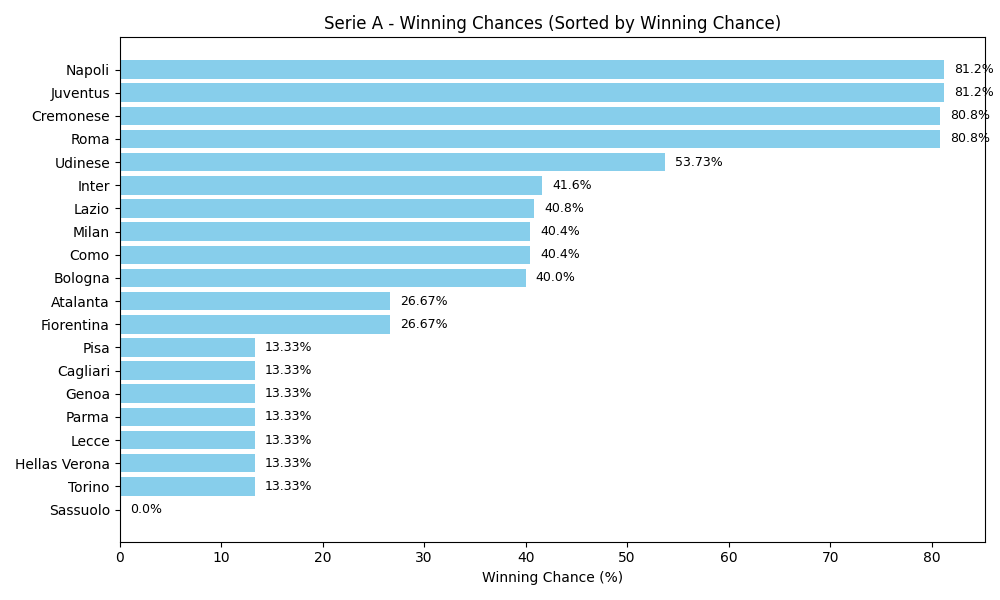 Serie A - Winning Chances (Sorted by Winning Chance)
Napoli 81.2%
Juventus 81.2%
Cremonese 80.8%
Roma 80.8%
Udinese 53.73%
Inter 41.6%
Lazio 40.8%
Milan 40.4%
Como 40.4%
Bologna 40.0%
Atalanta 26.67%
Fiorentina 26.67%
Pisa 13.33%
Cagliari 13.33%
Genoa 13.33%
Parma 13.33%
Lecce 13.33%
Hellas Verona 13.33%
Torino 13.33%
Sassuolo 0.0%
0 10 20 30 40 50 60 70 80
Winning Chance (%)